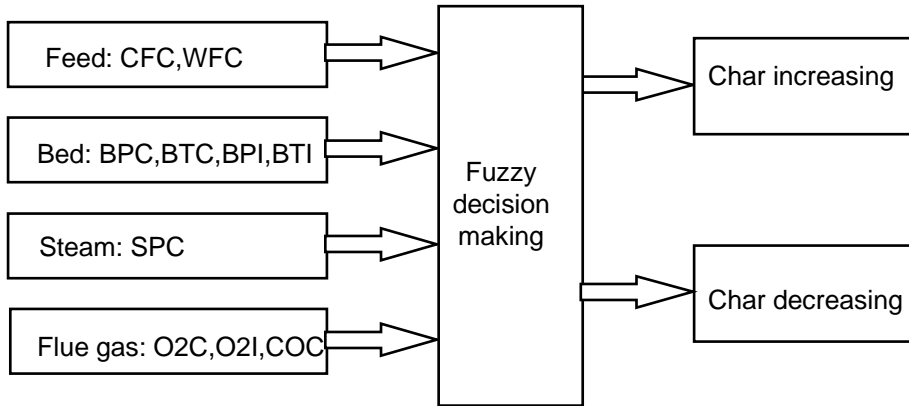 Feed: CFC,WFC
Bed: BPC,BTC,BPI,BTI
Steam: SPC
Flue gas: O2C,O2I,COC
Fuzzy
decision
making
Char increasing
Char decreasing